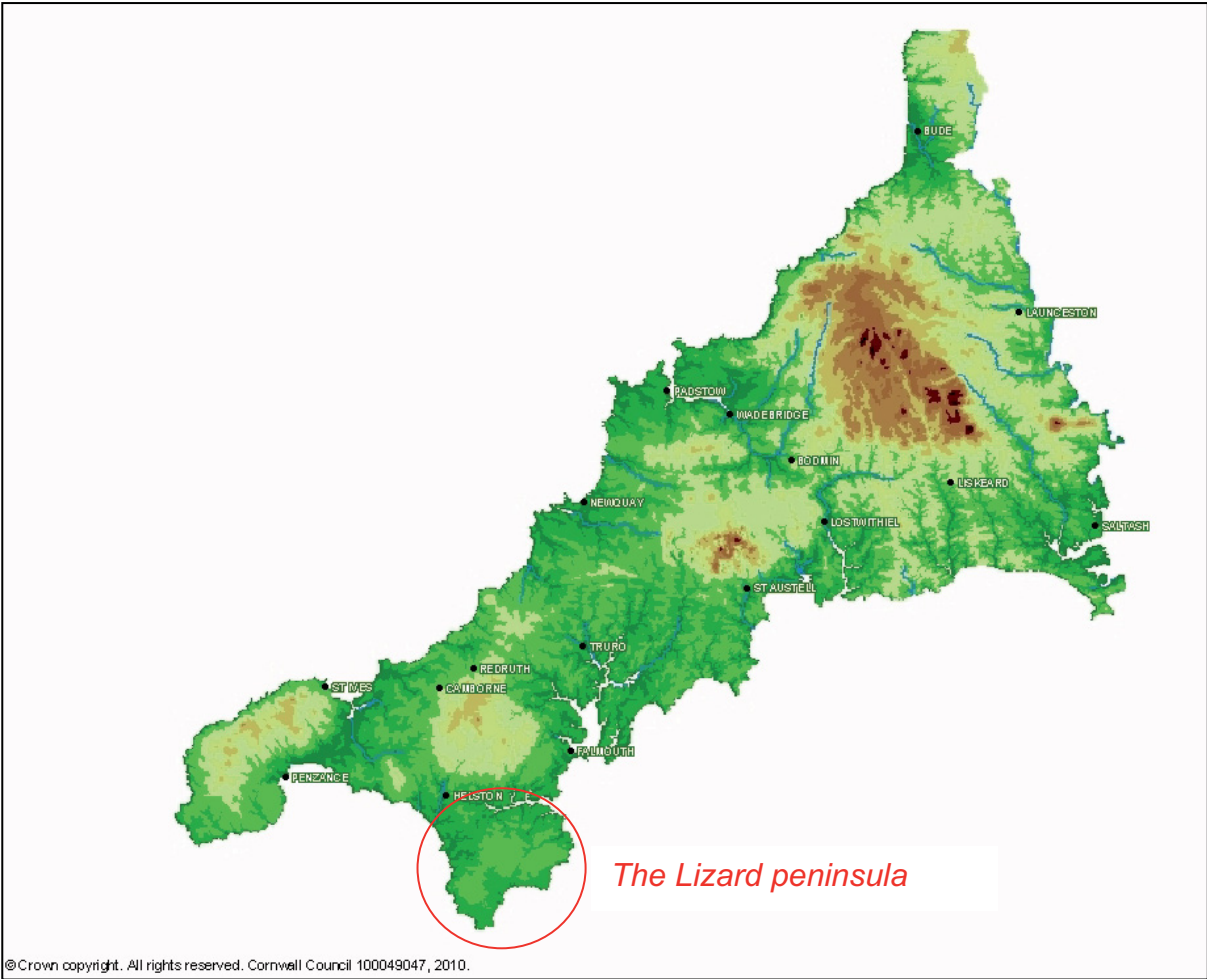 BUDE
LAUNCESTON
PADSTOW
WADEBRIDGE
BODMIN
LISKEARD
NEWQUAY
LOSTWITHIEL
SALTASH
ST AUSTELL
TRURO
REDRUTH
ST IVES
CAMBORNE
FALMOUTH
PENZANCE
HELSTON
The Lizard peninsula
© Crown copyright. All rights reserved. Cornwall Council 100049047, 2010.